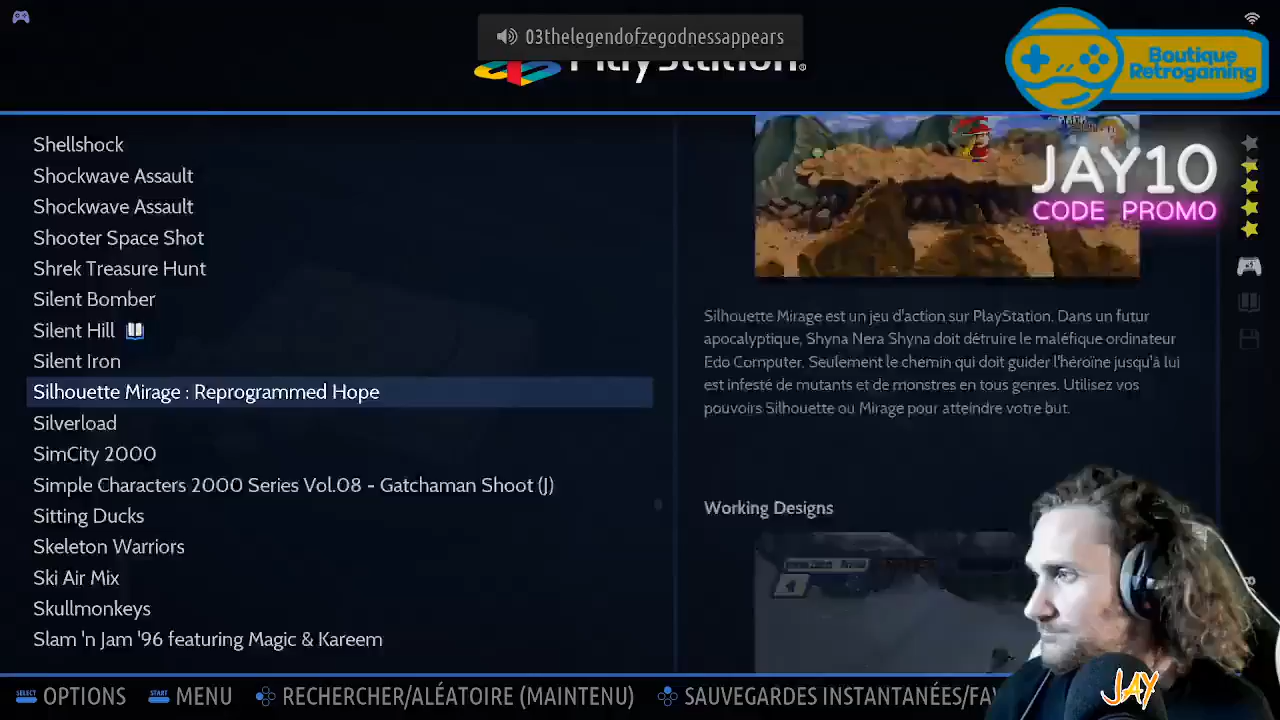 03thelegendofzegodnessappears
PlayStation®
Boutique
Retrogaming
JAY10
CODE PROMO
Shellshock
Shockwave Assault
Shockwave Assault
Shooter Space Shot
Shrek Treasure Hunt
Silent Bomber
Silent Hill
Silent Iron
Silhouette Mirage : Reprogrammed Hope
Silverload
SimCity 2000
Simple Characters 2000 Series Vol.08 - Gatchaman Shoot (J)
Sitting Ducks
Skeleton Warriors
Ski Air Mix
Skullmonkeys
Slam 'n Jam '96 featuring Magic & Kareem
Silhouette Mirage est un jeu d'action sur PlayStation. Dans un futur
apocalyptique, Shyna Nera Shyna doit détruire le maléfique ordinateur
Edo Computer. Seulement le chemin qui doit guider l'héroïne jusqu'à lui
est infesté de mutants et de monstres en tous genres. Utilisez vos
pouvoirs Silhouette ou Mirage pour atteindre votre but.
Working Designs
JAY
SELECT OPTIONS
START MENU
RECHERCHER/ALÉATOIRE (MAINTENU)
SAUVEGARDES INSTANTANÉES/FAV